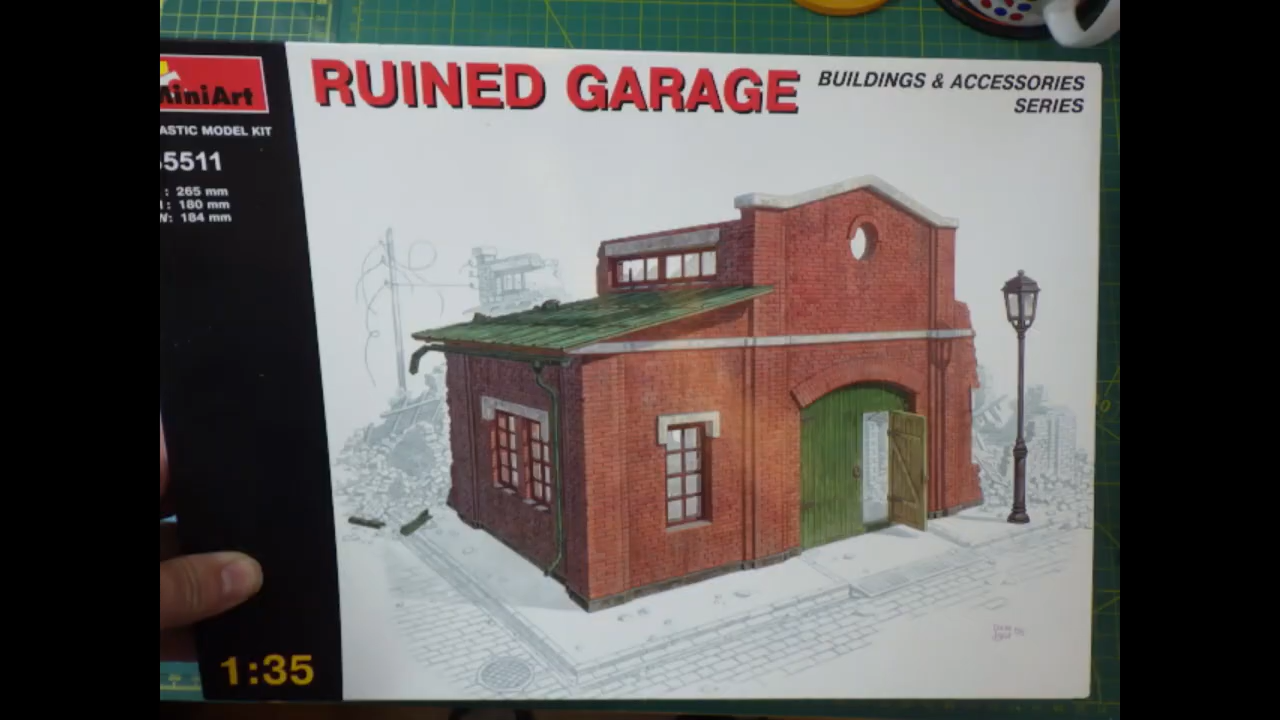 MiniArt
ASTIC MODEL KIT
5511
: 265 mm
: 180 mm
W: 184 mm
1:35
RUINED GARAGE
BUILDINGS & ACCESSORIES
SERIES